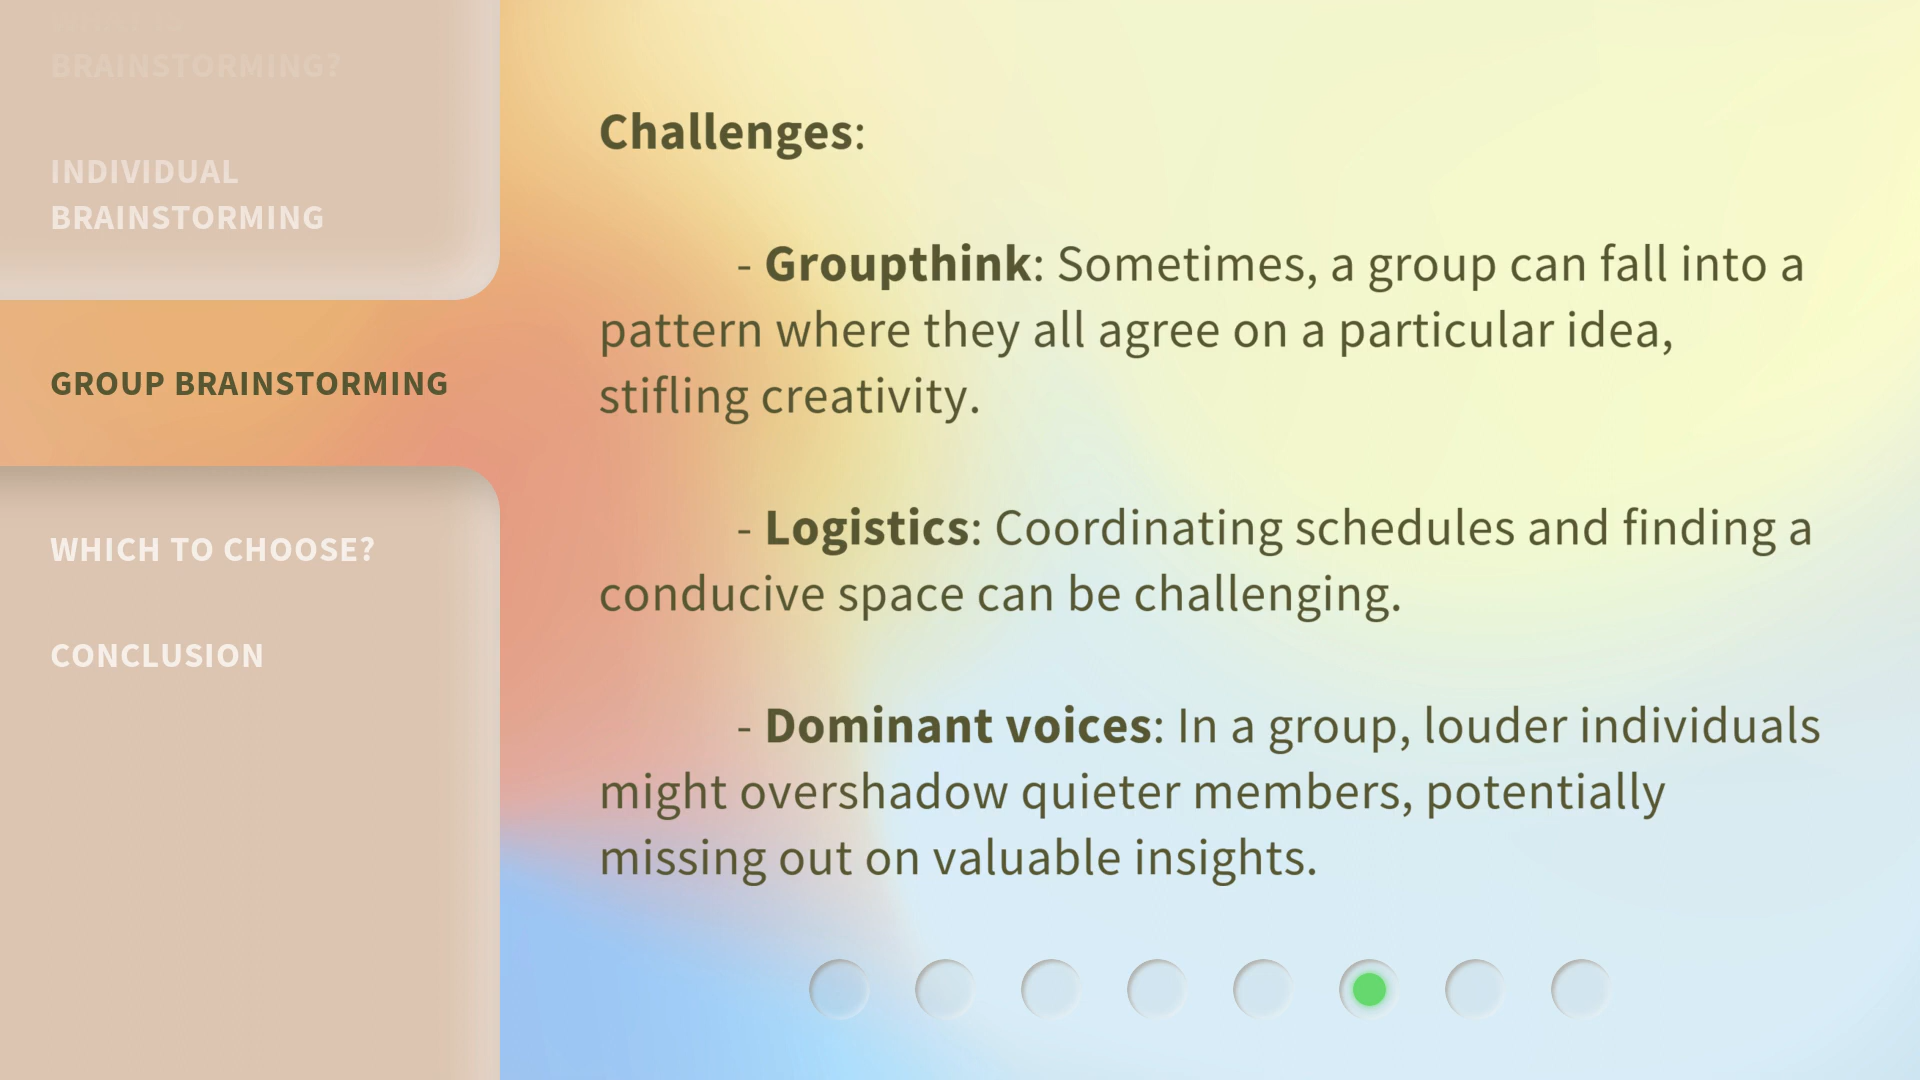 BRAINSTORMING?
INDIVIDUAL
BRAINSTORMING
GROUP BRAINSTORMING
WHICH TO CHOOSE?
CONCLUSION
Challenges:
- Groupthink: Sometimes, a group can fall into a
pattern where they all agree on a particular idea,
stifling creativity.
- Logistics: Coordinating schedules and finding a
conducive space can be challenging.
- Dominant voices: In a group, louder individuals
might overshadow quieter members, potentially
missing out on valuable insights.